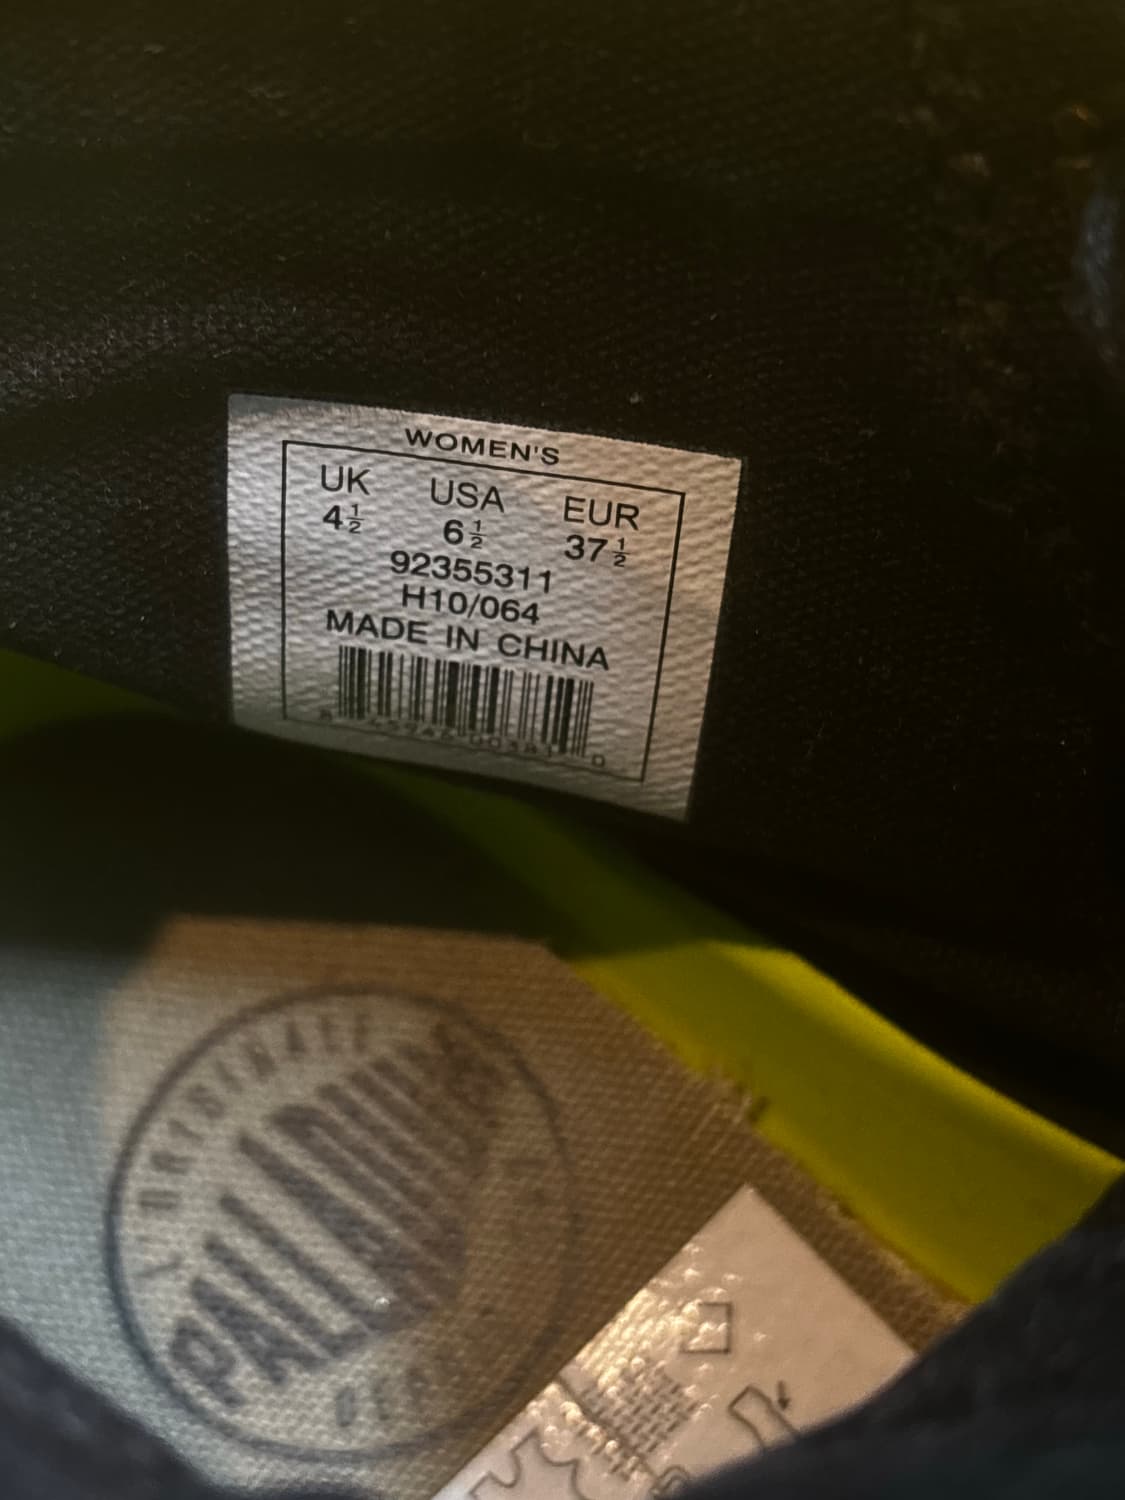 WOMEN'S
UK USA EUR
4½ 6½ 37½
92355311
H10/064
MADE IN CHINA
PALLADIUM